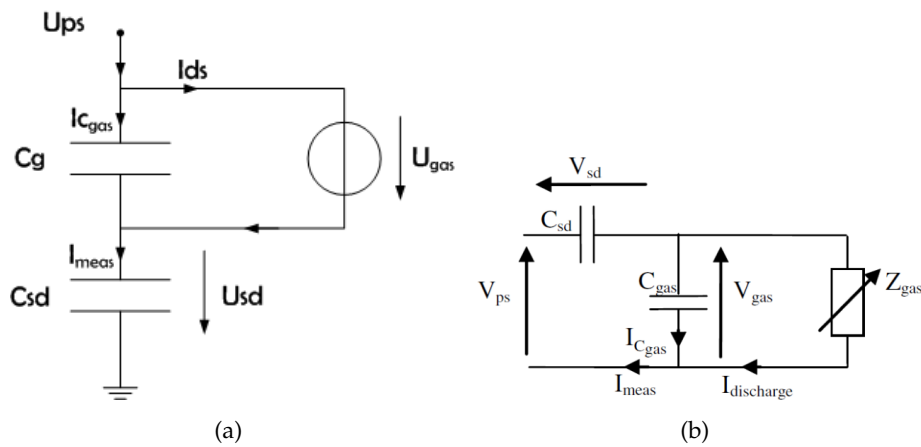 Ups
Ids
Icgas
Cg
Ugas
Imeas
Csd
Usd
(a)
Vsd
Csd
Vps
Cgas
Vgas
Zgas
ICgas
Imeas
Idischarge
(b)